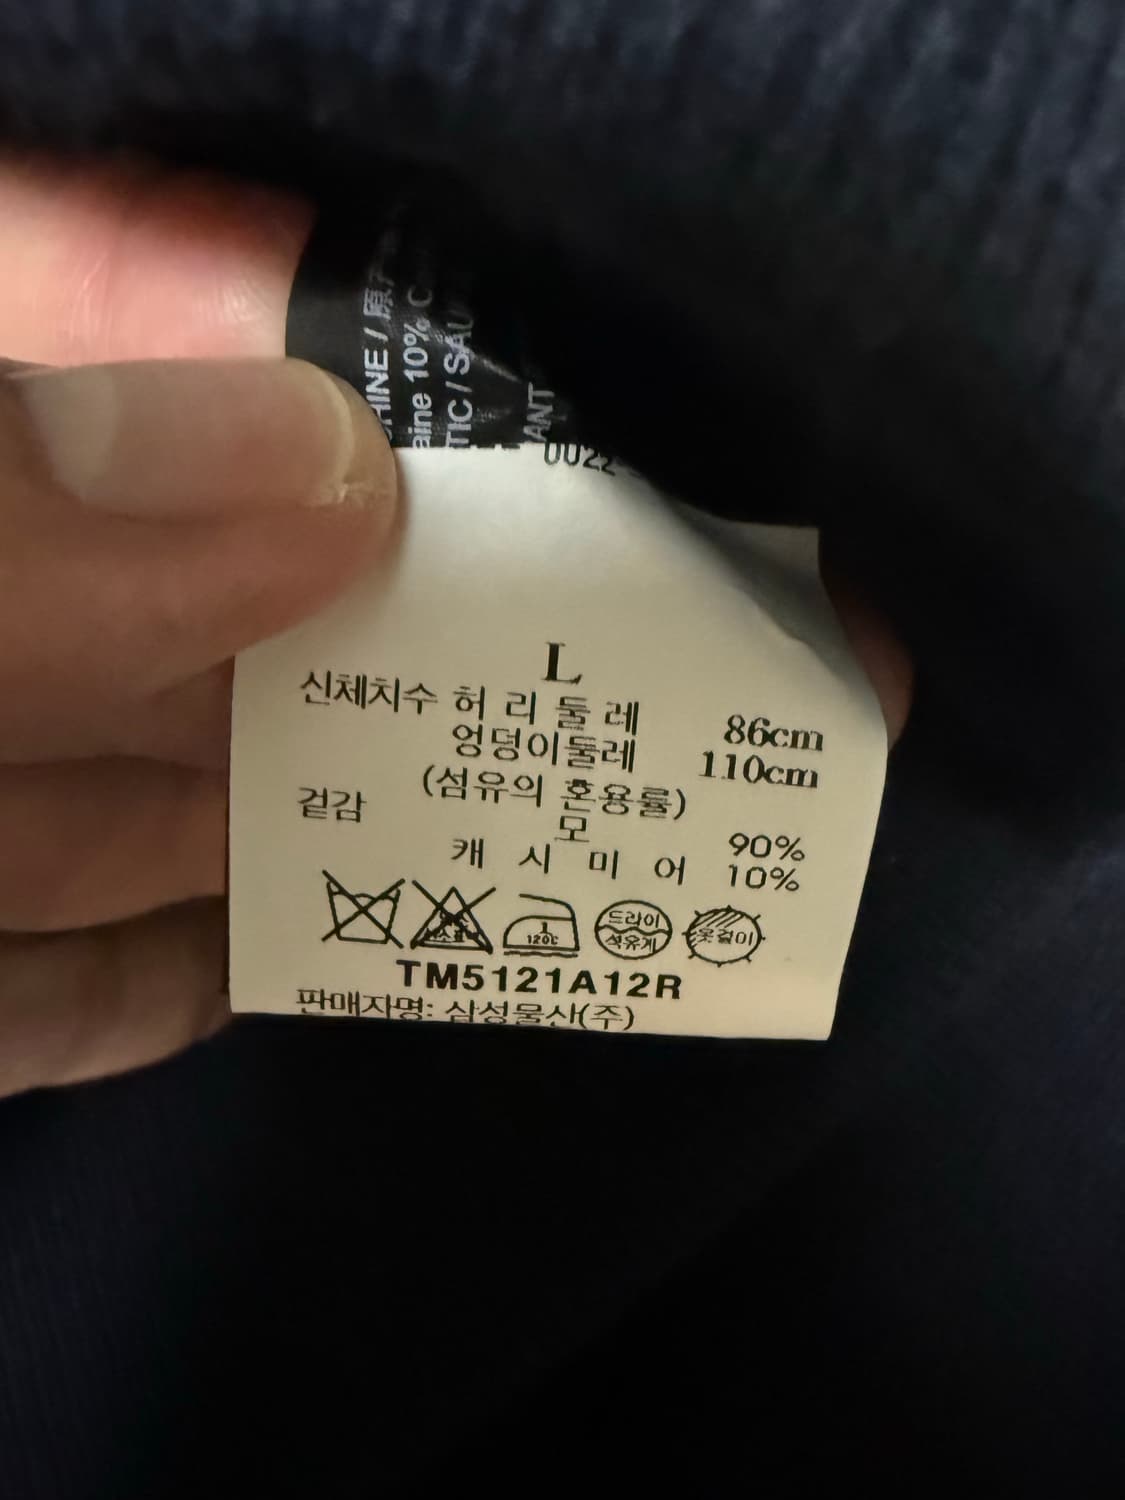 HINE / 原
aine 10% C
TIC / SAU
ANT
0022
L
신체치수 허 리 둘 레 86cm
엉덩이둘레 110cm
(섬유의 혼용률)
겉감 모 90%
캐 시 미 어 10%
120℃
드라이
석유계
옷걸이
TM5121A12R
판매자명: 삼성물산(주)